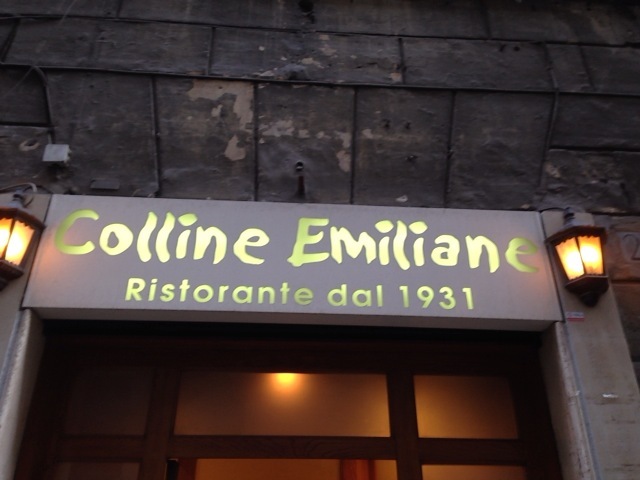 Colline Emiliane
Ristorante dal 1931